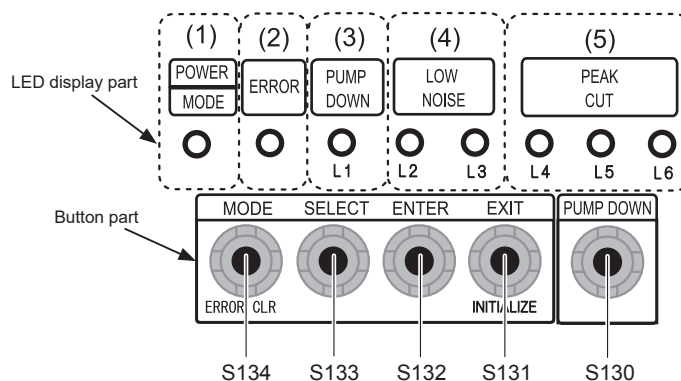 (1) (2) (3) (4) (5)
POWER
MODE
ERROR
PUMP
DOWN
LOW
NOISE
PEAK
CUT
LED display part
L1 L2 L3 L4 L5 L6
Button part
MODE SELECT ENTER EXIT PUMP DOWN
ERROR CLR INITIALIZE
S134 S133 S132 S131 S130